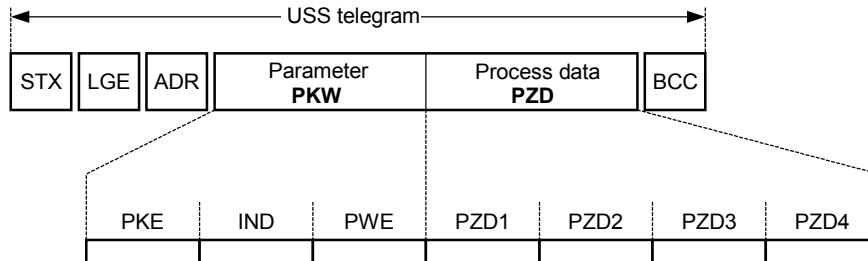 USS telegram
STX LGE ADR Parameter PKW Process data PZD BCC
PKE IND PWE PZD1 PZD2 PZD3 PZD4